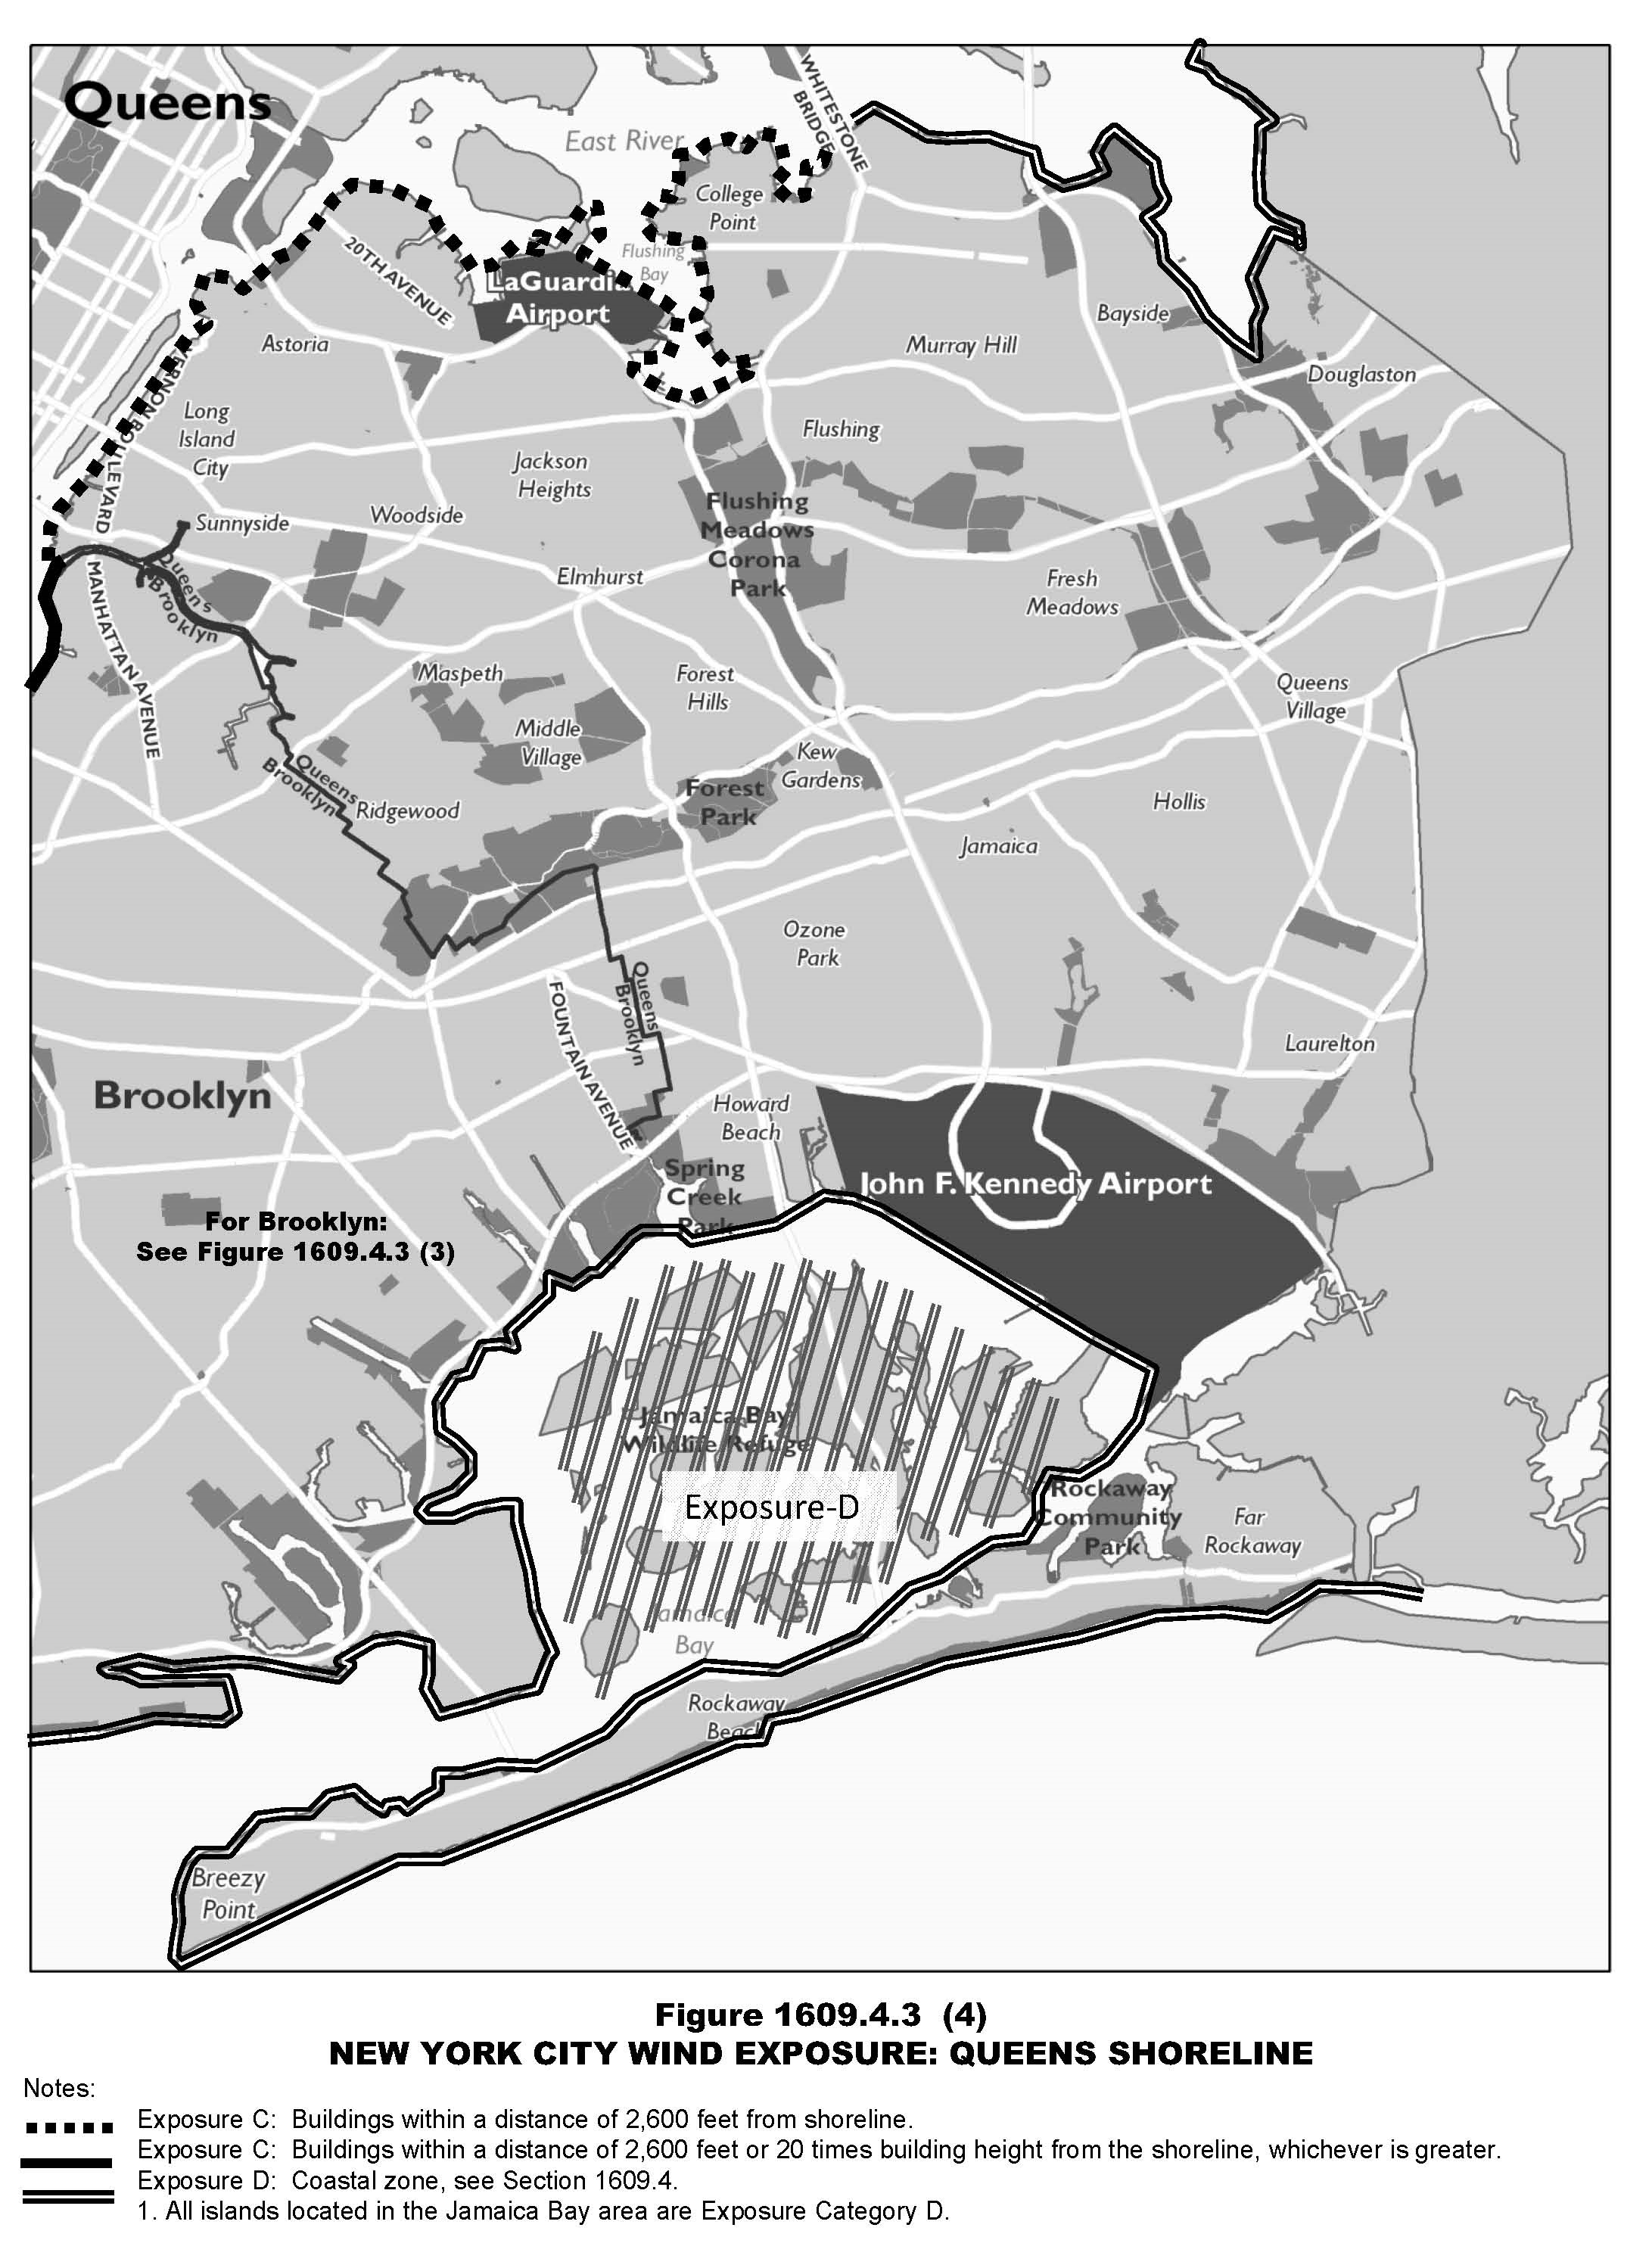 Queens
WHITESTONE
BRIDGE
East River
College
Point
20TH AVENUE
Flushing
Bay
LaGuardia
Airport
Astoria
Bayside
Murray Hill
Douglaston
VERNON BOULEVARD
Long
Island
City
Flushing
Jackson
Heights
Flushing
Meadows
Corona
Park
Sunnyside
Woodside
Elmhurst
Fresh
Meadows
Queens
Brooklyn
MANHATTAN AVENUE
Maspeth
Forest
Hills
Queens
Village
Middle
Village
Kew
Gardens
Queens
Brooklyn
Ridgewood
Forest
Park
Hollis
Jamaica
Ozone
Park
Queens
Brooklyn
FOUNTAIN AVENUE
Laurelton
Brooklyn
Howard
Beach
Spring
Creek
Park
John F. Kennedy Airport
For Brooklyn:
See Figure 1609.4.3 (3)
Jamaica Bay
Wildlife Refuge
Exposure-D
Rockaway
Community
Park
Far
Rockaway
Jamaica
Bay
Rockaway
Beach
Breezy
Point
Figure 1609.4.3 (4)
NEW YORK CITY WIND EXPOSURE: QUEENS SHORELINE
Notes:
Exposure C: Buildings within a distance of 2,600 feet from shoreline.
Exposure C: Buildings within a distance of 2,600 feet or 20 times building height from the shoreline, whichever is greater.
Exposure D: Coastal zone, see Section 1609.4.
1. All islands located in the Jamaica Bay area are Exposure Category D.